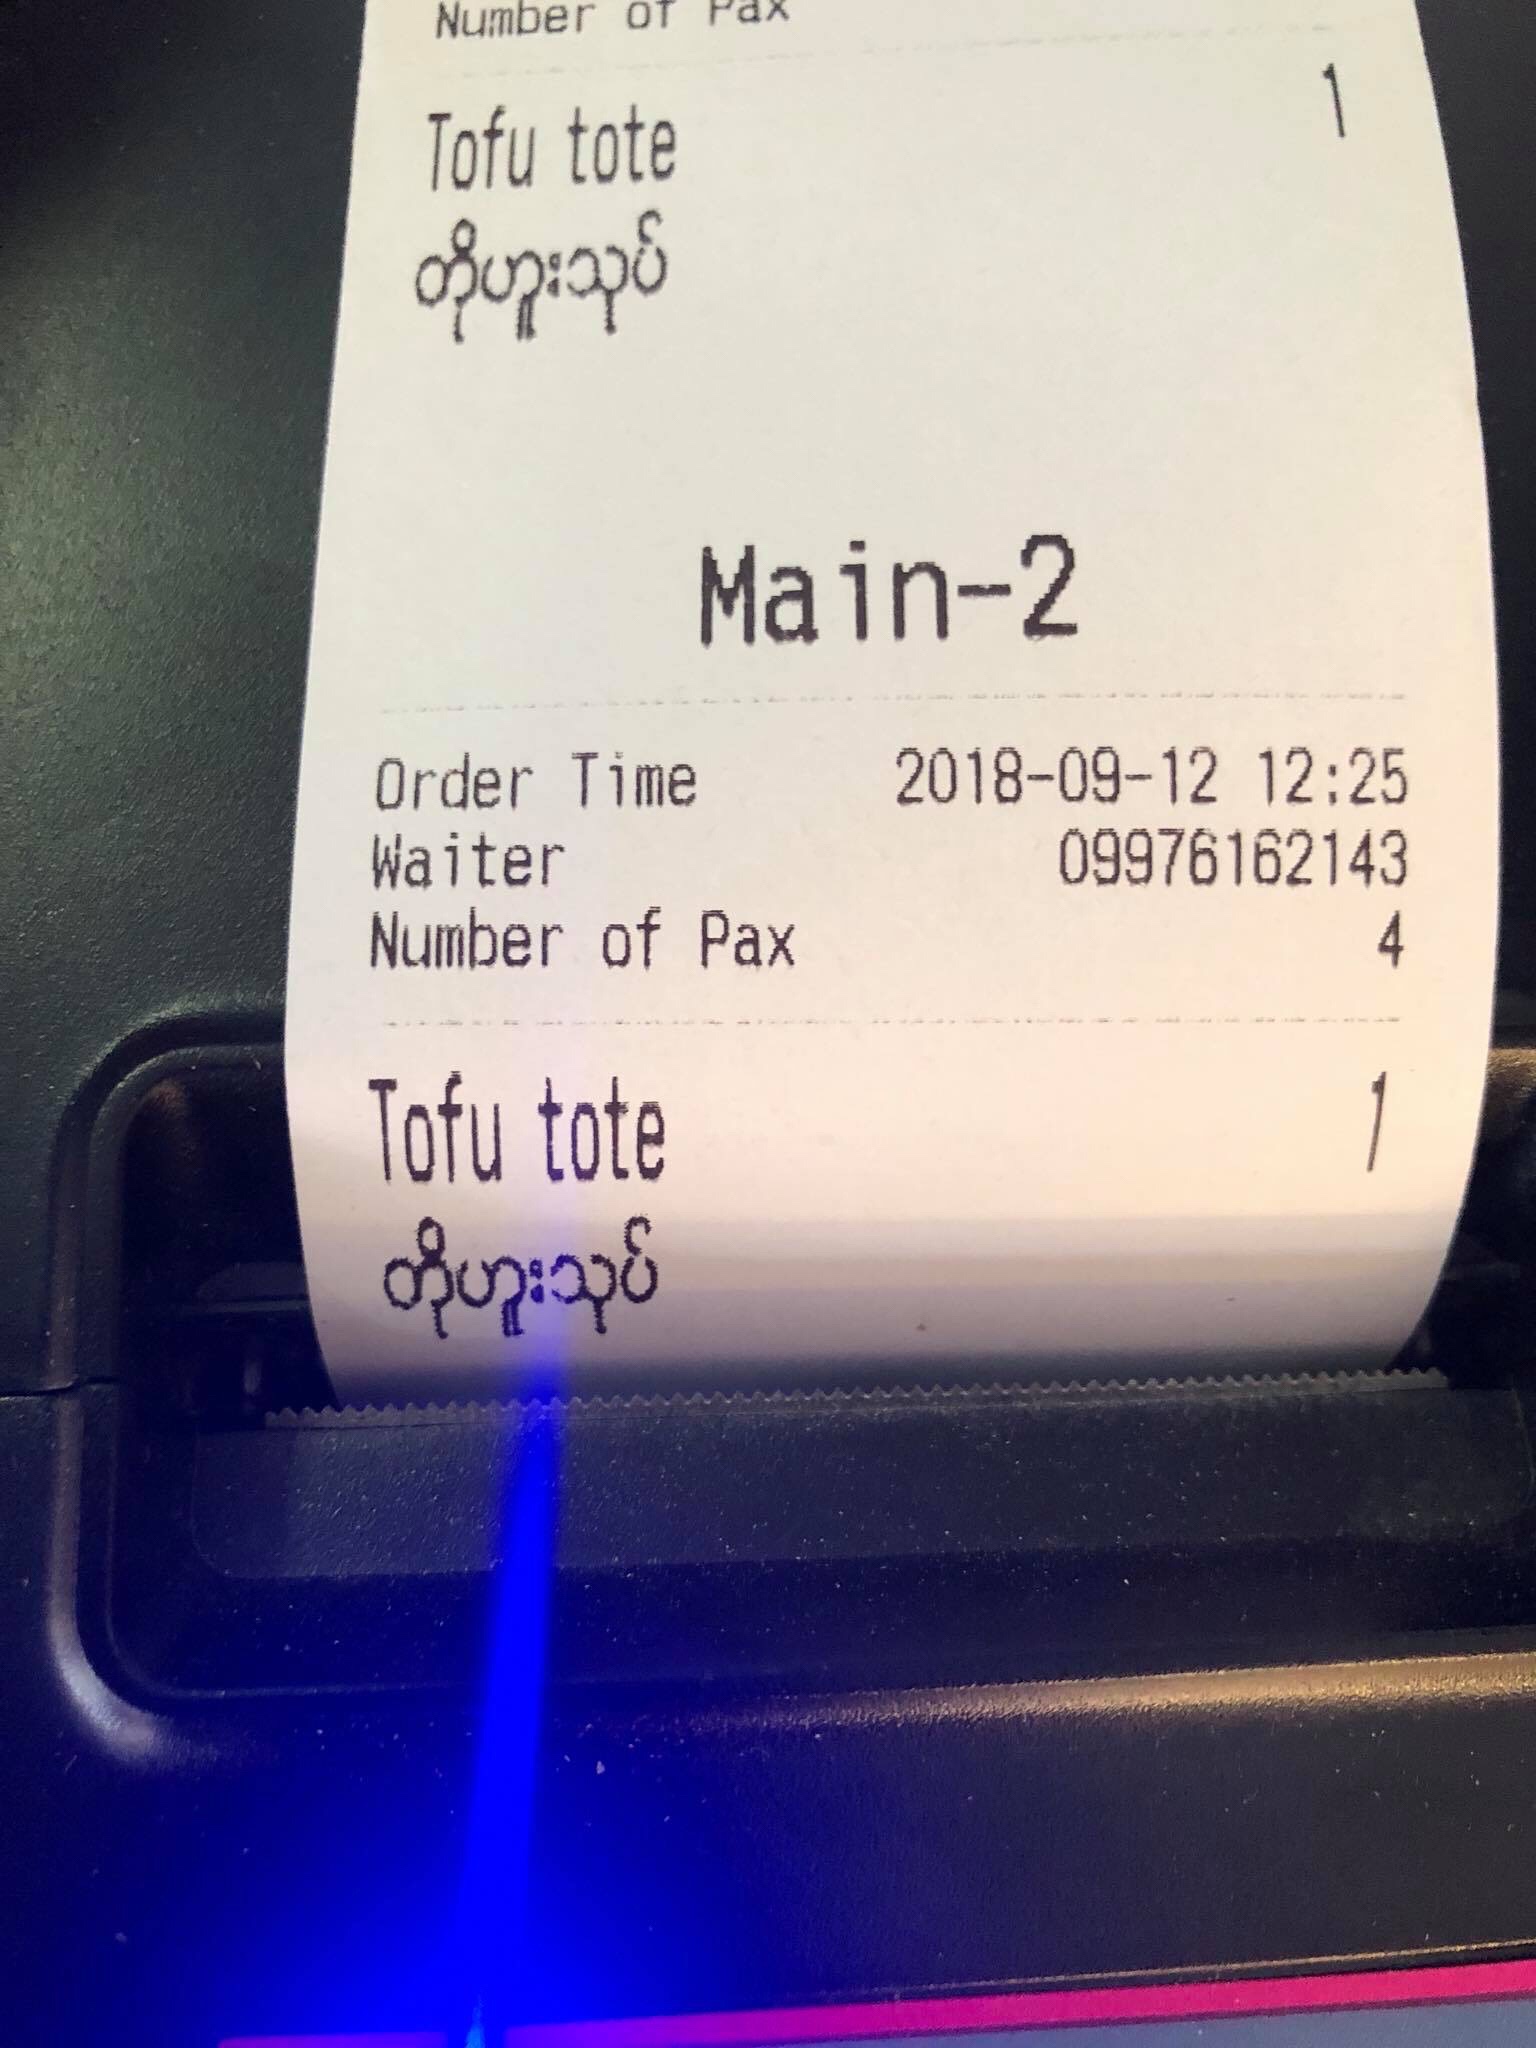 Number of Pax
Tofu tote 1
တိုဟူးသုပ်
Main-2
Order Time 2018-09-12 12:25
Waiter 09976162143
Number of Pax 4
Tofu tote 1
တိုဟူးသုပ်